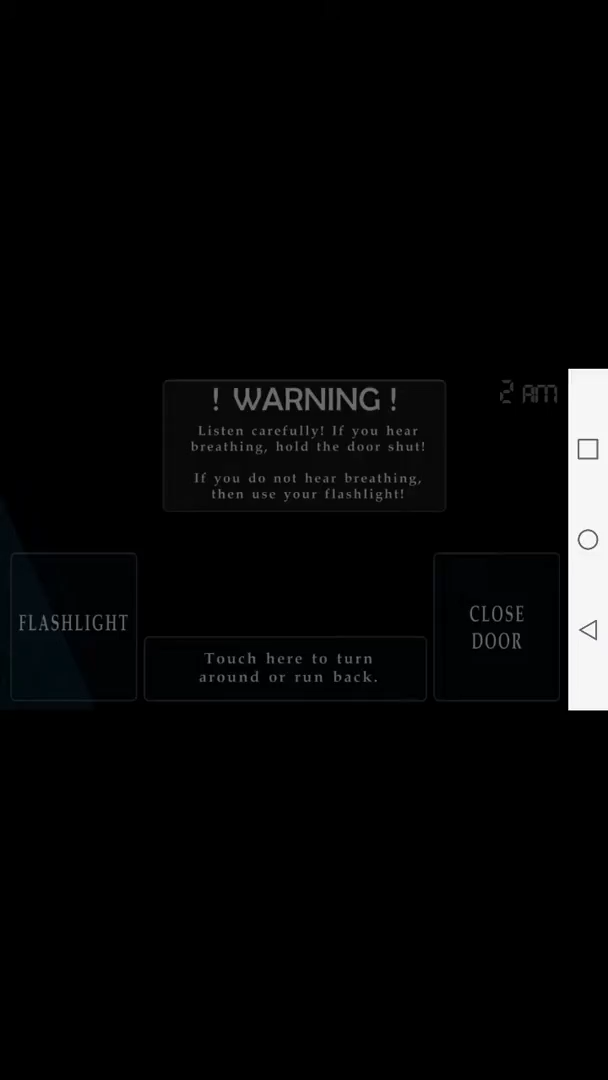 ! WARNING !
2 AM
Listen carefully! If you hear
breathing, hold the door shut!
If you do not hear breathing,
then use your flashlight!
FLASHLIGHT
CLOSE
DOOR
Touch here to turn
around or run back.